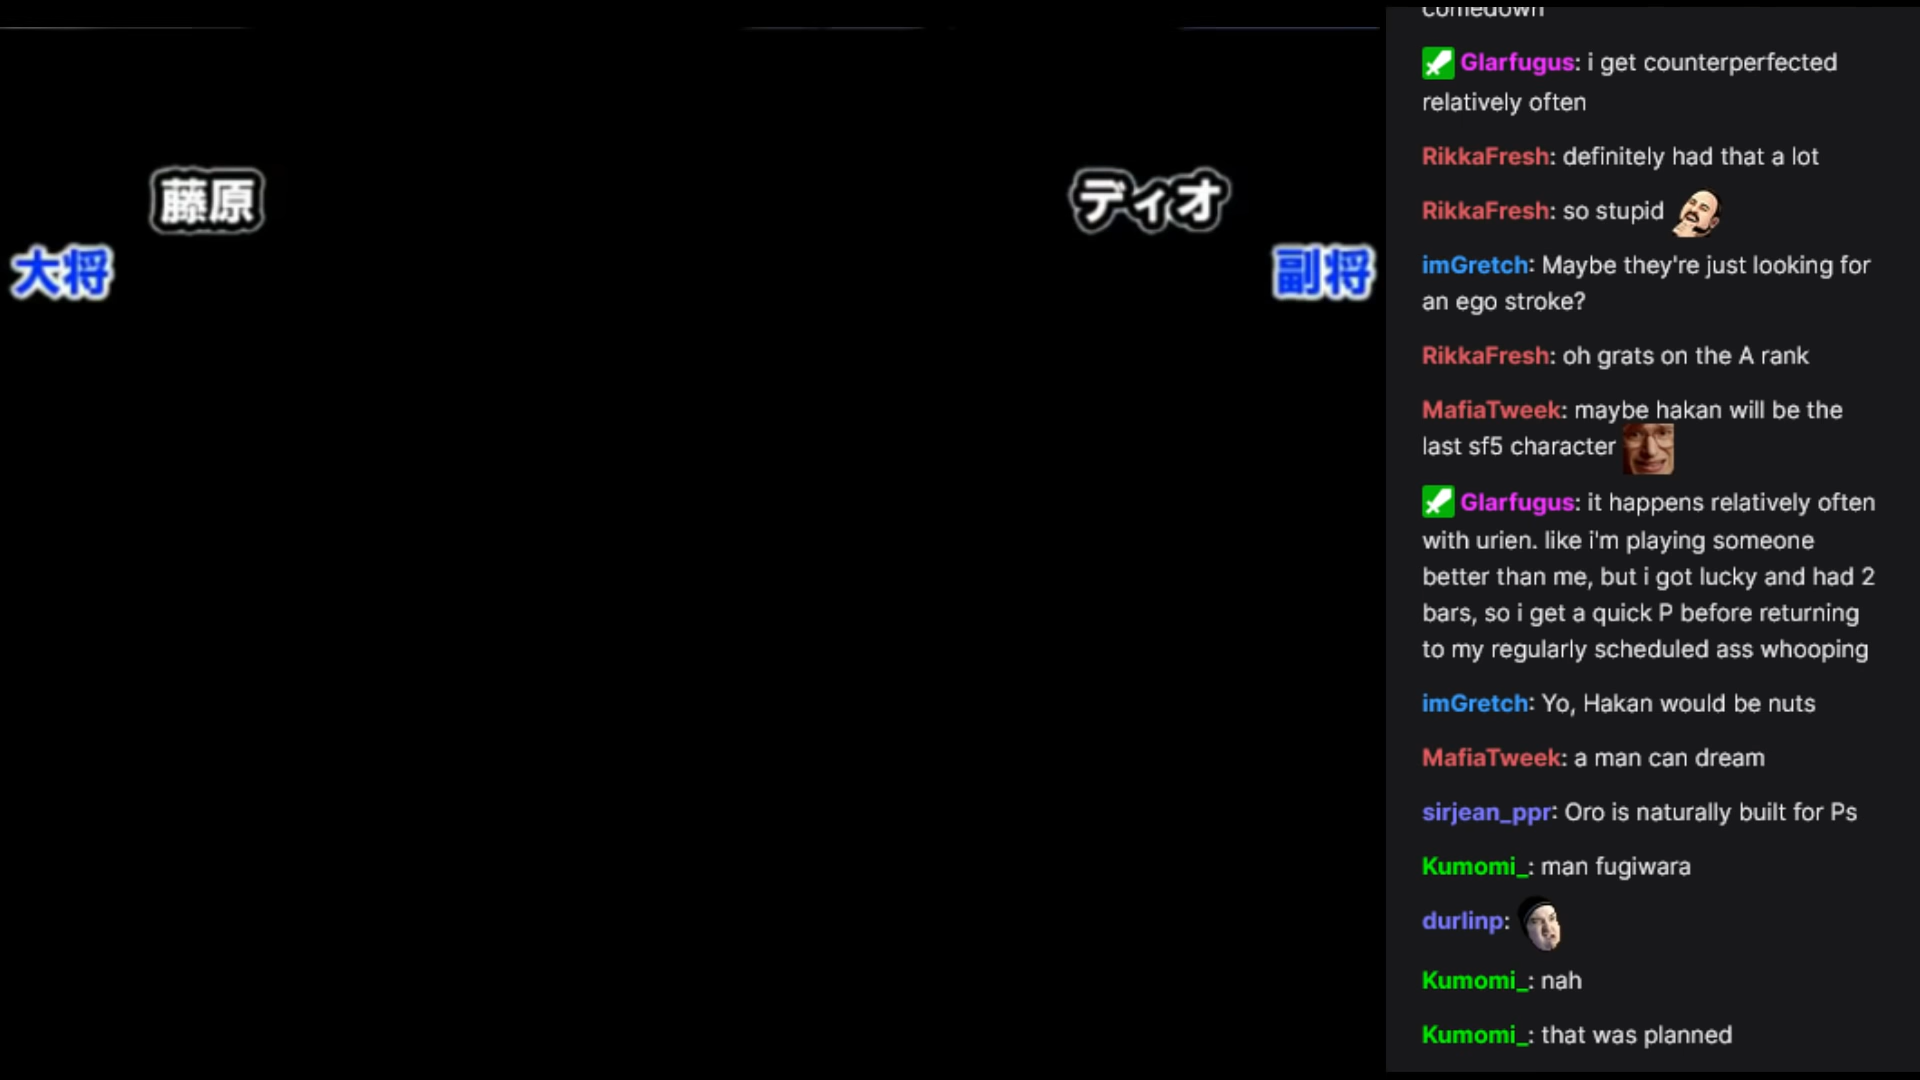 藤原
ディオ
大将
副将
comedown
Glarfugus: i get counterperfected
relatively often
RikkaFresh: definitely had that a lot
RikkaFresh: so stupid
imGretch: Maybe they're just looking for
an ego stroke?
RikkaFresh: oh grats on the A rank
MafiaTweek: maybe hakan will be the
last sf5 character
Glarfugus: it happens relatively often
with urien. like i'm playing someone
better than me, but i got lucky and had 2
bars, so i get a quick P before returning
to my regularly scheduled ass whooping
imGretch: Yo, Hakan would be nuts
MafiaTweek: a man can dream
sirjean_ppr: Oro is naturally built for Ps
Kumomi_: man fugiwara
durlinp:
Kumomi_: nah
Kumomi_: that was planned